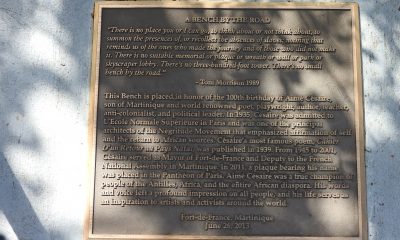 A BENCH BY THE ROAD
"There is no place you or I can go, to think about or not think about, to
summon the presences of, or recollect the absences of slaves, nothing that
reminds us of the ones who made the journey and of those who did not make
it. There is no suitable memorial or plaque or wreath or wall or park or
skyscraper lobby. There's no three-hundred foot tower. There's no small
bench by the road."
-Toni Morrison 1989
This Bench is placed in honor of the 100th birthday of Aimé Césaire,
son of Martinique and world renowned poet, playwright, author, teacher,
anti-colonialist, and political leader. In 1935, Césaire was admitted to
L'Ecole Normale Superieure in Paris and was one of the principal
architects of the Negritude Movement that emphasized affirmation of self
and the return to African sources. Césaire's most famous poem, Cahier
D'un Retour au Pays Natal was published in 1939. From 1945 to 2001,
Césaire served as Mayor of Fort-de-France and Deputy to the French
National Assembly in Martinique. In 2011, a plaque bearing his name
was placed in the Panthéon of Paris. Aimé Césaire was a true champion of
people of the Antilles, Africa, and the entire African diaspora. His words
and works left a profound impression on all people, and his life serves as
an inspiration to artists and activists around the world.
Fort-de-France, Martinique
June 26, 2013